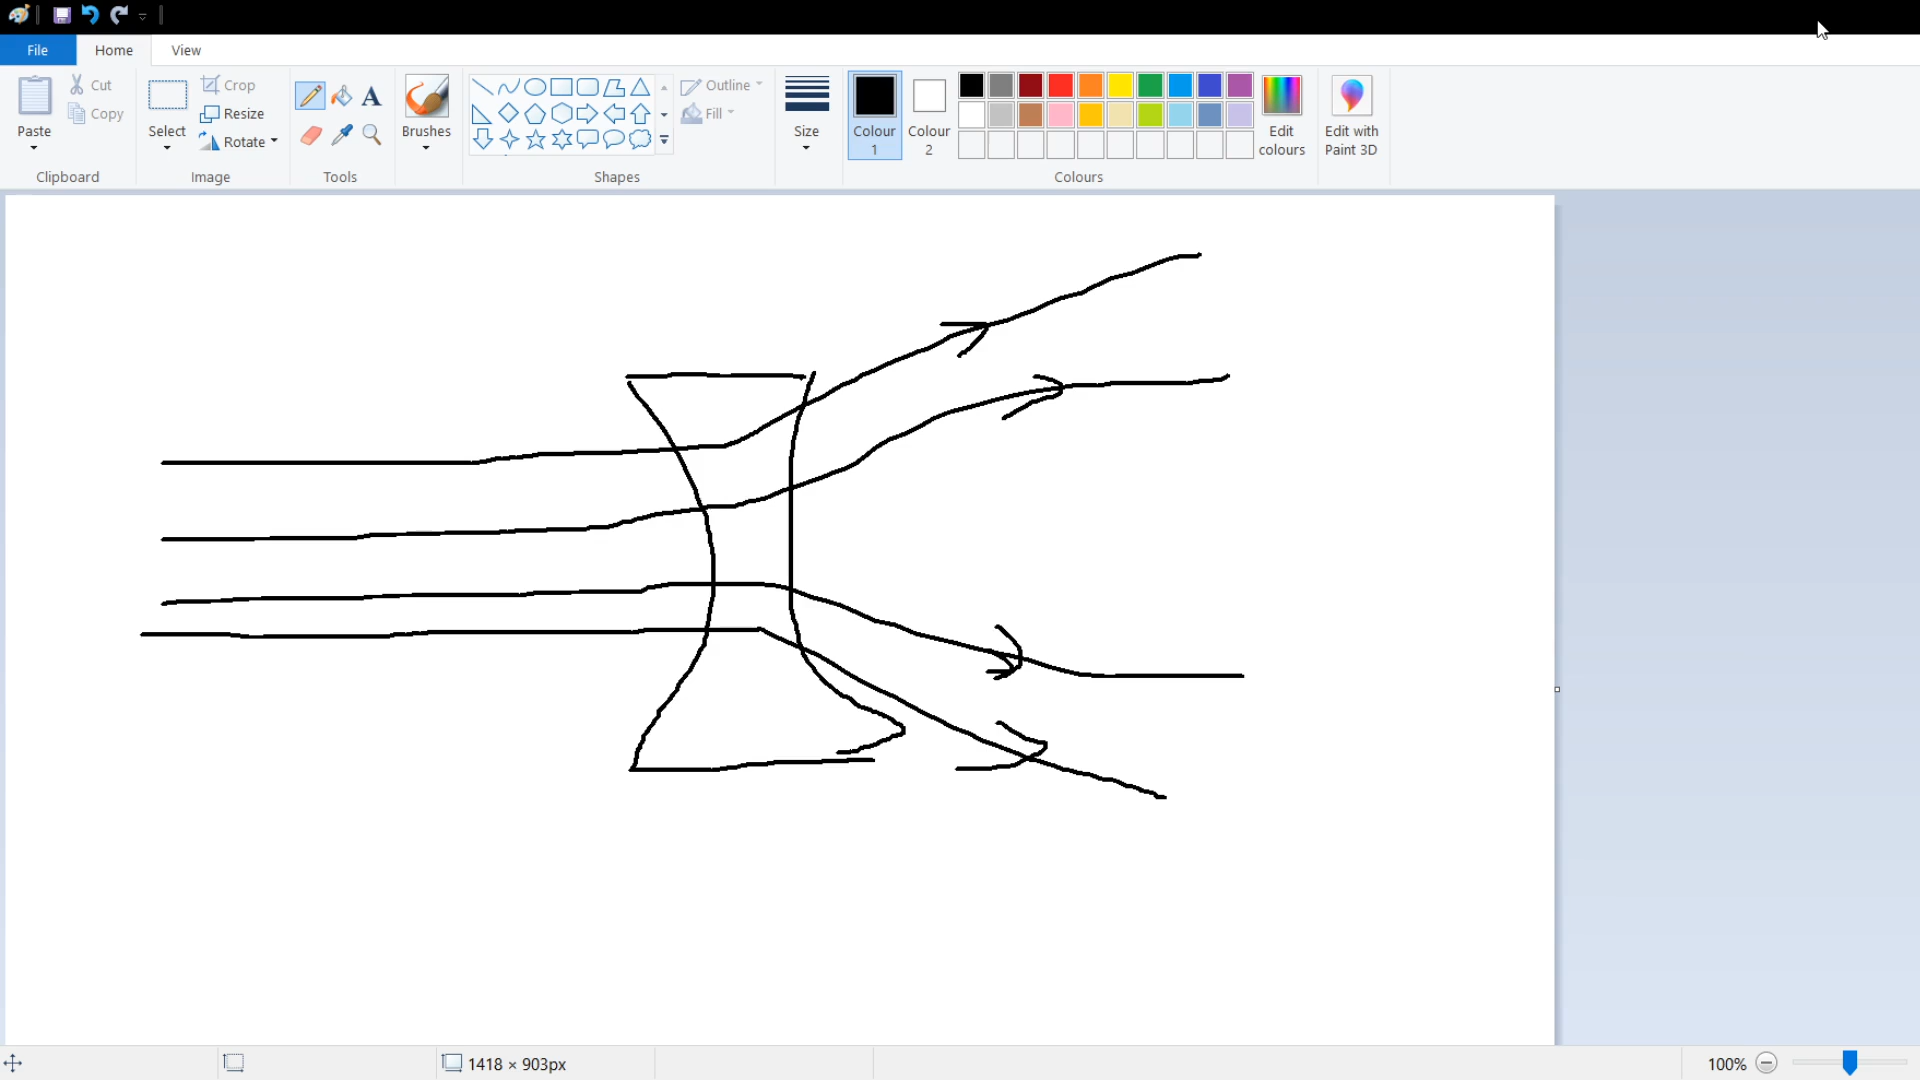 File Home View
Paste
Cut
Copy
Clipboard
Select
Crop
Resize
Rotate
Image
A
Tools
Brushes
Outline
Fill
Shapes
Size
Colour 1
Colour 2
Edit colours
Colours
Edit with Paint 3D
1418 × 903px
100%